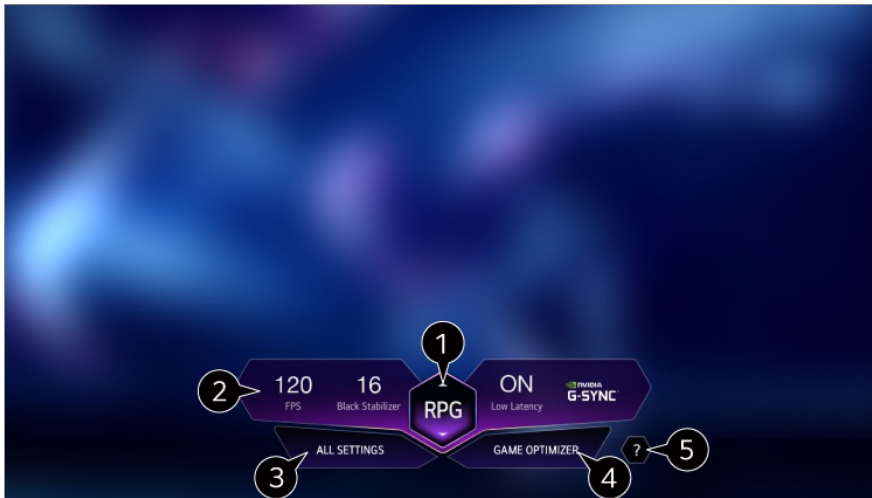 1
2
120 FPS
16 Black Stabilizer
RPG
ON Low Latency
NVIDIA G-SYNC
ALL SETTINGS
GAME OPTIMIZER
?
5
3
4